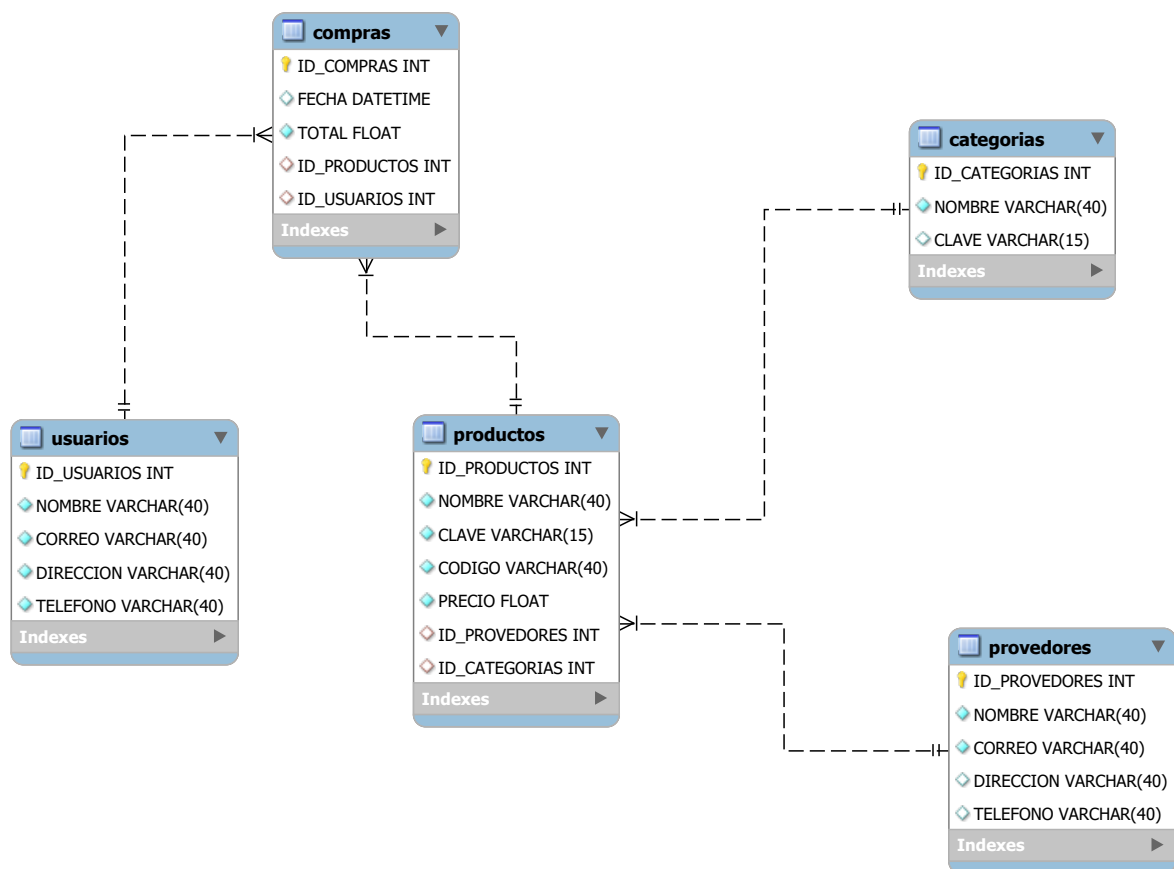 compras
ID_COMPRAS INT
FECHA DATETIME
TOTAL FLOAT
ID_PRODUCTOS INT
ID_USUARIOS INT
Indexes
categorias
ID_CATEGORIAS INT
NOMBRE VARCHAR(40)
CLAVE VARCHAR(15)
Indexes
usuarios
ID_USUARIOS INT
NOMBRE VARCHAR(40)
CORREO VARCHAR(40)
DIRECCION VARCHAR(40)
TELEFONO VARCHAR(40)
Indexes
productos
ID_PRODUCTOS INT
NOMBRE VARCHAR(40)
CLAVE VARCHAR(15)
CODIGO VARCHAR(40)
PRECIO FLOAT
ID_PROVEDORES INT
ID_CATEGORIAS INT
Indexes
provedores
ID_PROVEDORES INT
NOMBRE VARCHAR(40)
CORREO VARCHAR(40)
DIRECCION VARCHAR(40)
TELEFONO VARCHAR(40)
Indexes